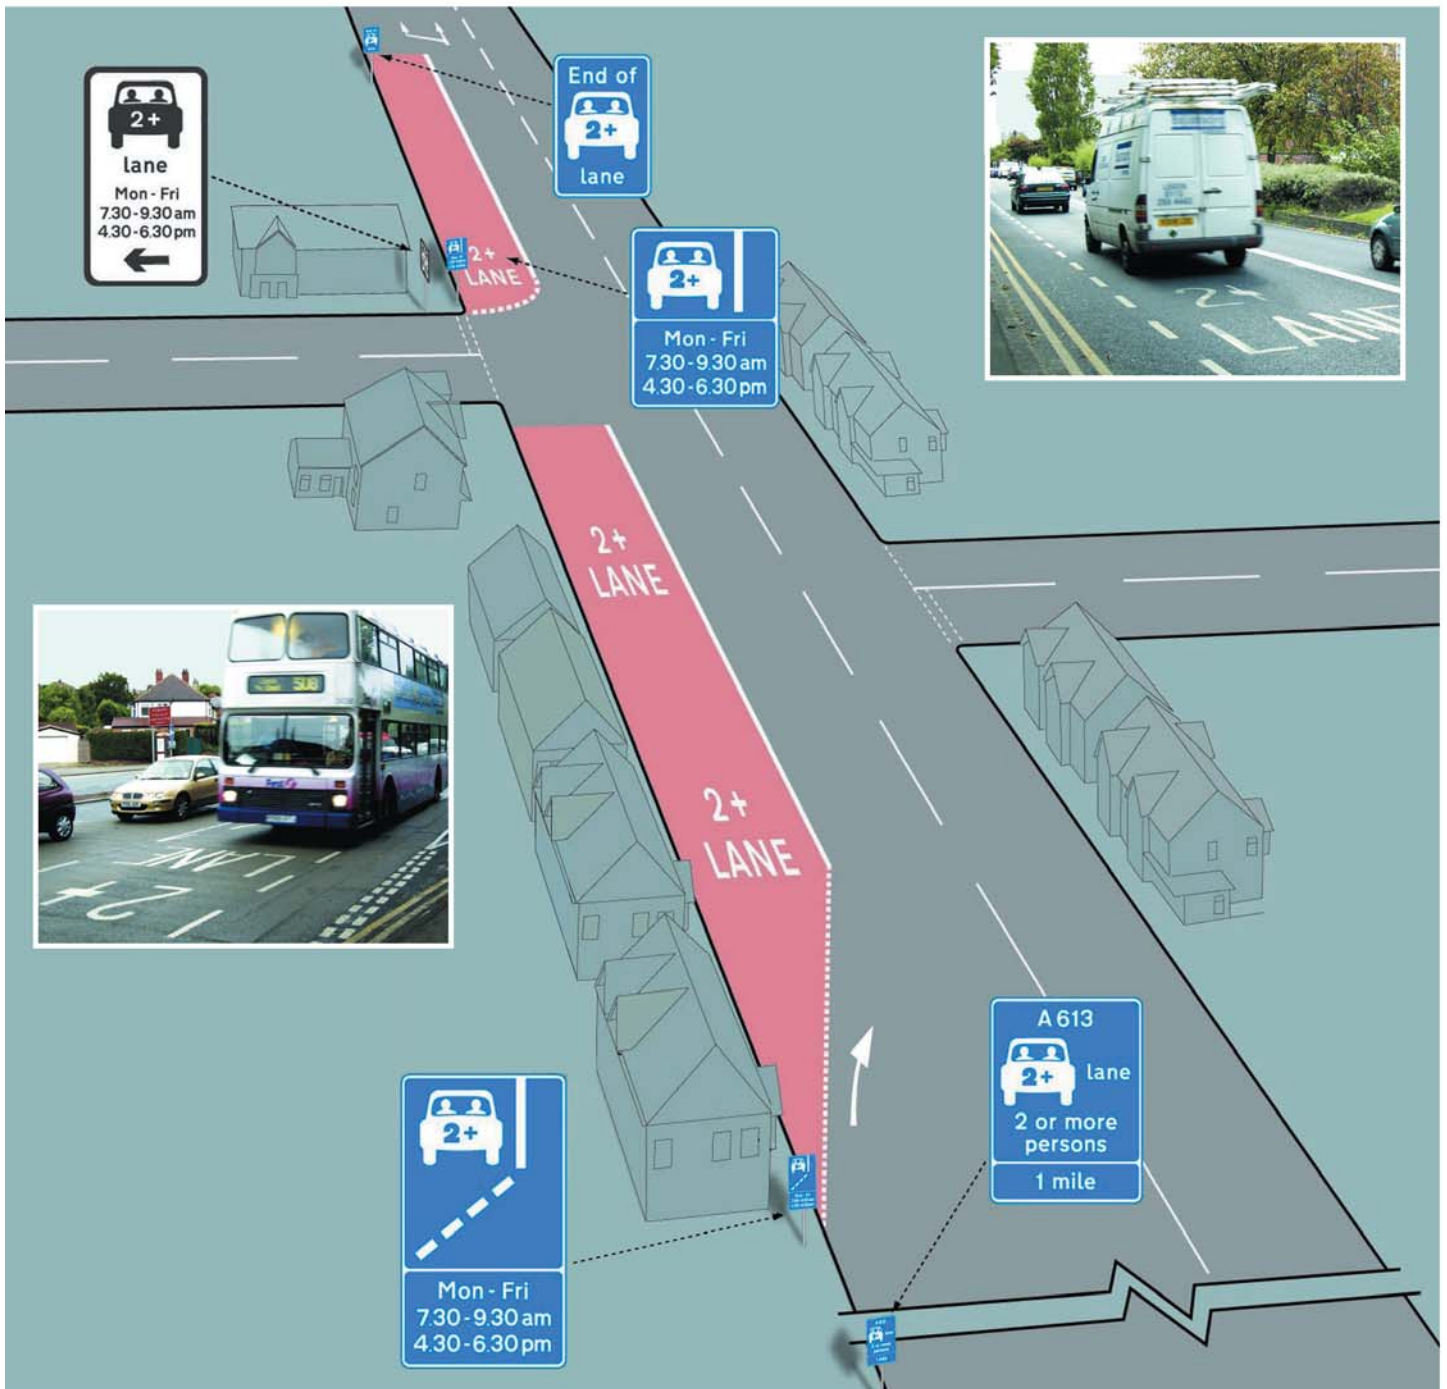 End of
2+
lane
2+
lane
Mon - Fri
7.30-9.30 am
4.30-6.30 pm
2+
LANE
2+
Mon - Fri
7.30-9.30 am
4.30-6.30 pm
2+
LANE
2+
LANE
508
LANE
2+
2+
LANE
A 613
2+
lane
2 or more
persons
1 mile
2+
Mon - Fri
7.30-9.30 am
4.30-6.30 pm